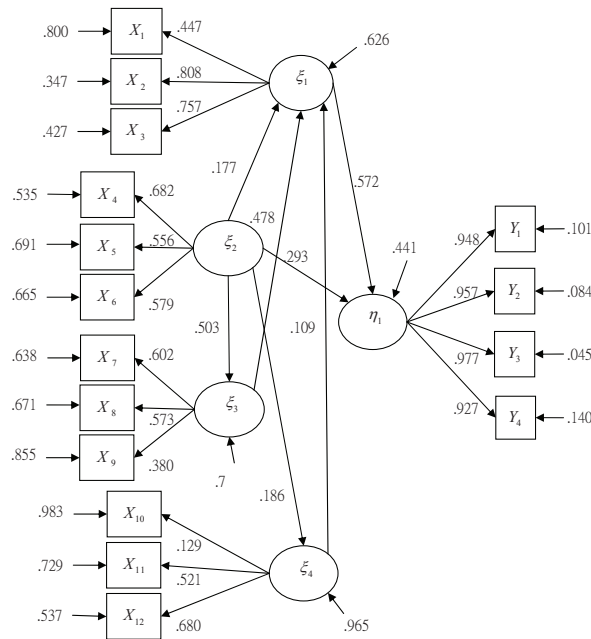 .800
X₁
.447
.626
.347
X₂
.808
ξ₁
.427
X₃
.757
.177
.572
.535
X₄
.682
.478
.691
X₅
.556
ξ₂
.293
.441
.948
Y₁
.101
.665
X₆
.579
.957
Y₂
.084
.503
.109
η₁
.977
Y₃
.045
.638
X₇
.602
.927
Y₄
.140
.671
X₈
.573
ξ₃
.855
X₉
.380
.7
.186
.983
X₁₀
.129
.729
X₁₁
.521
ξ₄
.537
X₁₂
.680
.965